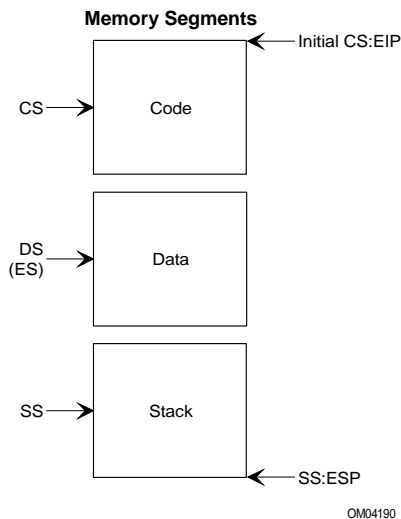 Memory Segments
Initial CS:EIP
CS
Code
DS
(ES)
Data
SS
Stack
SS:ESP
OM04190